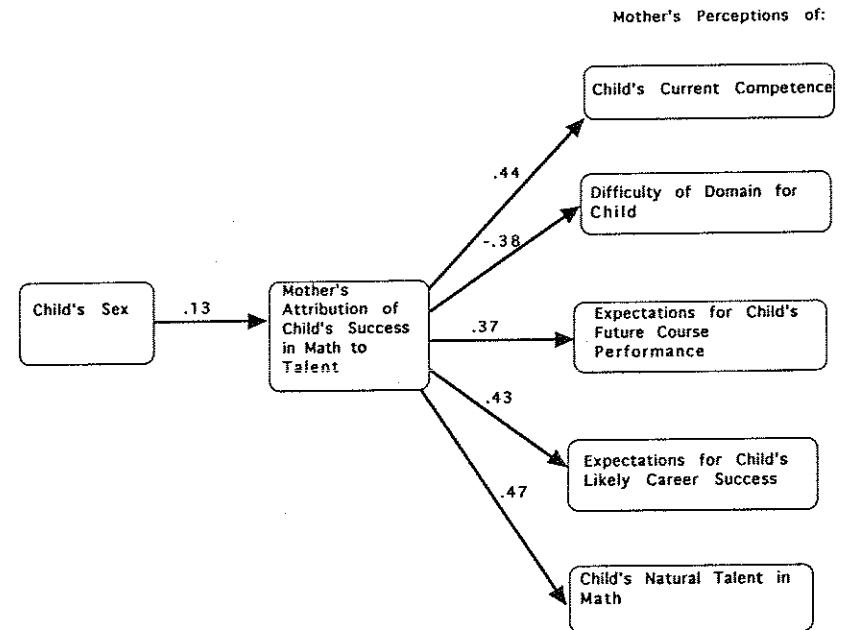 Mother's Perceptions of:
Child's Current Competence
.44
Difficulty of Domain for
Child
-.38
Child's Sex
.13
Mother's
Attribution of
Child's Success
in Math to
Talent
Expectations for Child's
Future Course
Performance
.37
.43
Expectations for Child's
Likely Career Success
.47
Child's Natural Talent in
Math